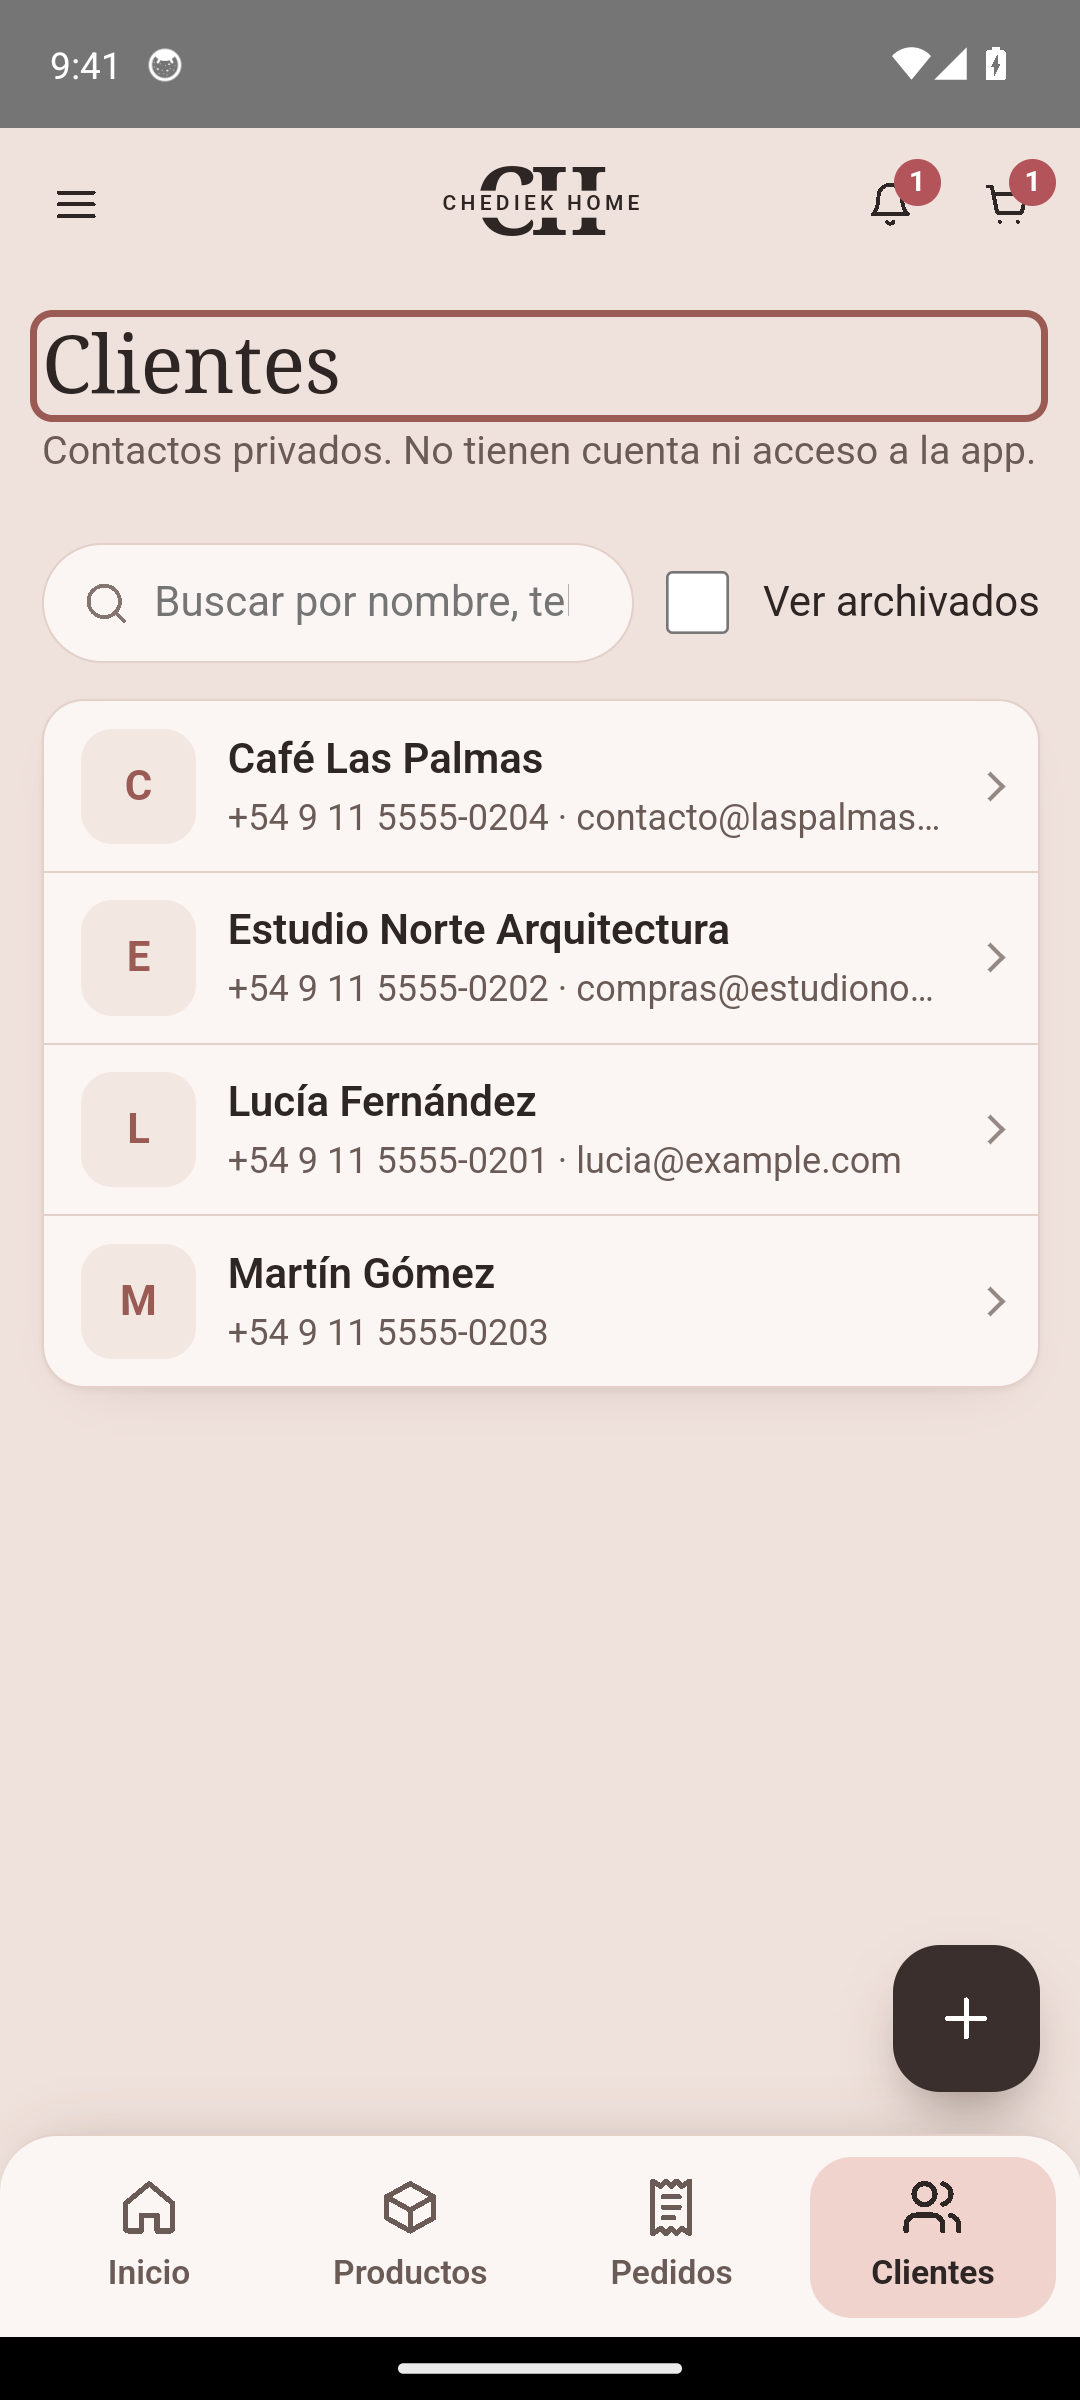 9:41
CH
CHEDIEK HOME
1
1
Clientes
Contactos privados. No tienen cuenta ni acceso a la app.
Buscar por nombre, tel
Ver archivados
C
Café Las Palmas
+54 9 11 5555-0204 · contacto@laspalmas…
E
Estudio Norte Arquitectura
+54 9 11 5555-0202 · compras@estudiono…
L
Lucía Fernández
+54 9 11 5555-0201 · lucia@example.com
M
Martín Gómez
+54 9 11 5555-0203
Inicio
Productos
Pedidos
Clientes